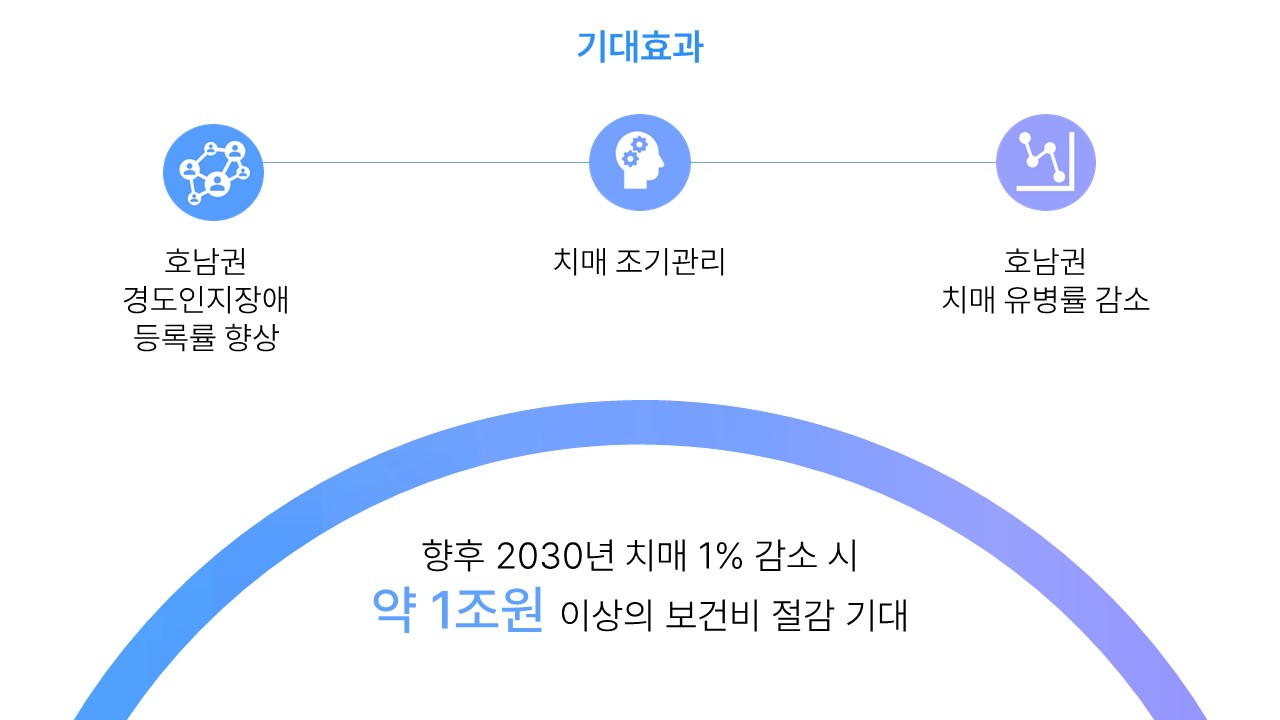 기대효과
호남권
경도인지장애
등록률 향상
치매 조기관리
호남권
치매 유병률 감소
향후 2030년 치매 1% 감소 시
약 1조원 이상의 보건비 절감 기대